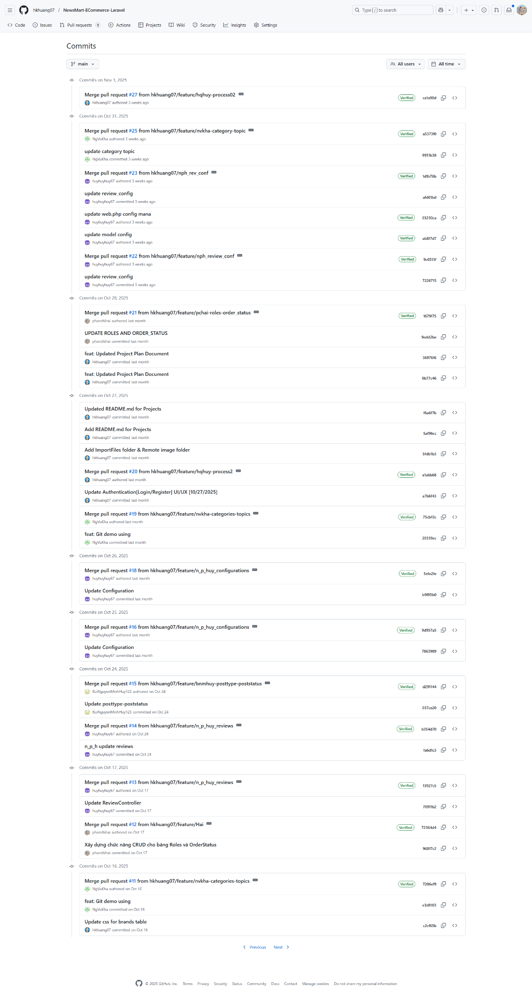 hkhuang07 / NewsMart-ECommerce-Laravel
Type / to search
Code Issues Pull requests 1 Actions Projects Wiki Security Insights Settings
Commits
main All users All time
Commits on Nov 1, 2025
Merge pull request #27 from hkhuang07/feature/hqhuy-process02
Verified ca1a90d
hkhuang07 authored 3 weeks ago
Commits on Oct 31, 2025
Merge pull request #25 from hkhuang07/feature/nvkha-category-topic
Verified a5373f0
NgVuKha authored 3 weeks ago
update category topic
9951b38
NgVuKha committed 3 weeks ago
Merge pull request #23 from hkhuang07/nph_rev_conf
Verified 1d1b76b
huyhuyhuy67 authored 3 weeks ago
update review_config
afd61bd
huyhuyhuy67 committed 3 weeks ago
update web.php config mana
Verified 03230ca
huyhuyhuy67 authored 3 weeks ago
update model config
Verified ab8f7d7
huyhuyhuy67 authored 3 weeks ago
Merge pull request #22 from hkhuang07/feature/nph_review_conf
Verified 9c6513f
huyhuyhuy67 authored 3 weeks ago
update review_config
7226715
huyhuyhuy67 committed 3 weeks ago
Commits on Oct 28, 2025
Merge pull request #21 from hkhuang07/feature/pchai-roles-order_status
Verified 1679f75
phanchihai authored last month
UPDATE ROLES AND ORDER_STATUS
9edd2be
phanchihai committed last month
feat: Updated Project Plan Document
36976f6
hkhuang07 committed last month
feat: Updated Project Plan Document
0b77c46
hkhuang07 committed last month
Commits on Oct 27, 2025
Updated README.md for Projects
f6a6f7b
hkhuang07 committed last month
Add README.md for Projects
5af96cc
hkhuang07 committed last month
Add ImportFiles folder & Remote image folder
5fdb1b3
hkhuang07 committed last month
Merge pull request #20 from hkhuang07/feature/hqhuy-process2
Verified e1a6b68
hkhuang07 authored last month
Update Authentication[Login/Register] UI/UX [10/27/2025]
a7b6f43
hkhuang07 committed last month
Merge pull request #19 from hkhuang07/feature/nvkha-categories-topics
Verified 75cb13c
NgVuKha authored last month
feat: Git demo using
20339ec
NgVuKha committed last month
Commits on Oct 26, 2025
Merge pull request #18 from hkhuang07/feature/n_p_huy_configurations
Verified 5efe2fe
huyhuyhuy67 authored last month
Update Configuration
b9f85b0
huyhuyhuy67 committed last month
Commits on Oct 25, 2025
Merge pull request #16 from hkhuang07/feature/n_p_huy_configurations
Verified 9d957a5
huyhuyhuy67 authored last month
Update Configuration
7863989
huyhuyhuy67 committed last month
Commits on Oct 24, 2025
Merge pull request #15 from hkhuang07/feature/bnmhuy-posttype-poststatus
Verified d291144
BuiNguyenMinhHuy123 authored on Oct 24
Update posttype-poststatus
037ce20
BuiNguyenMinhHuy123 committed on Oct 24
Merge pull request #14 from hkhuang07/feature/n_p_huy_reviews
Verified b354d70
huyhuyhuy67 authored on Oct 24
n_p_h update reviews
fa6d1c3
huyhuyhuy67 committed on Oct 24
Commits on Oct 17, 2025
Merge pull request #13 from hkhuang07/feature/n_p_huy_reviews
Verified 13927c5
huyhuyhuy67 authored on Oct 17
Update ReviewController
70911b2
huyhuyhuy67 committed on Oct 17
Merge pull request #12 from hkhuang07/feature/Hai
Verified 72364d4
phanchihai authored on Oct 17
Xây dựng chức năng CRUD cho bảng Roles và OrderStatus
96817c2
phanchihai committed on Oct 17
Commits on Oct 16, 2025
Merge pull request #11 from hkhuang07/feature/nvkha-categories-topics
Verified 7206ef9
NgVuKha authored on Oct 16
feat: Git demo using
e3d8103
NgVuKha committed on Oct 16
Update css for brands table
c2cf65b
hkhuang07 committed on Oct 16
Previous Next
© 2025 GitHub, Inc. Terms Privacy Security Status Community Docs Contact Manage cookies Do not share my personal information